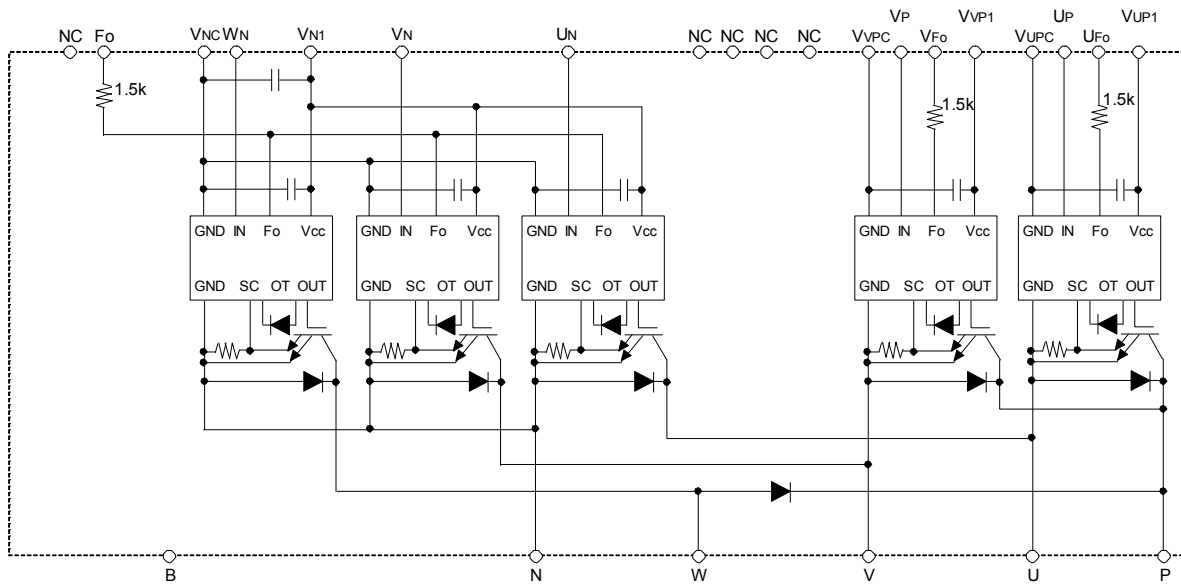 NC Fo VNC WN VN1 VN UN NC NC NC NC VVPC VP VFo VVP1 VUPC UP UFo VUP1
1.5k 1.5k 1.5k
GND IN Fo Vcc GND IN Fo Vcc GND IN Fo Vcc GND IN Fo Vcc GND IN Fo Vcc
GND SC OT OUT GND SC OT OUT GND SC OT OUT GND SC OT OUT GND SC OT OUT
B N W V U P